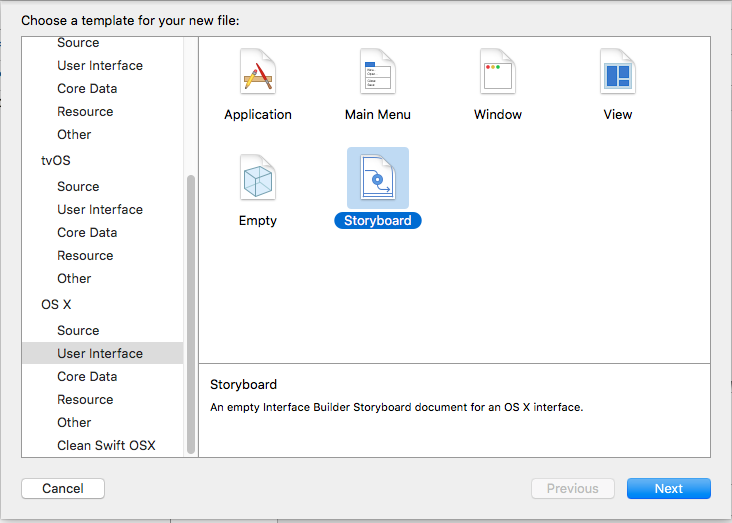 Choose a template for your new file:
Source
User Interface
Core Data
Resource
Other
tvOS
Source
User Interface
Core Data
Resource
Other
OS X
Source
User Interface
Core Data
Resource
Other
Clean Swift OSX
Application
Main Menu
Window
View
Empty
Storyboard
Storyboard
An empty Interface Builder Storyboard document for an OS X interface.
Cancel
Previous
Next